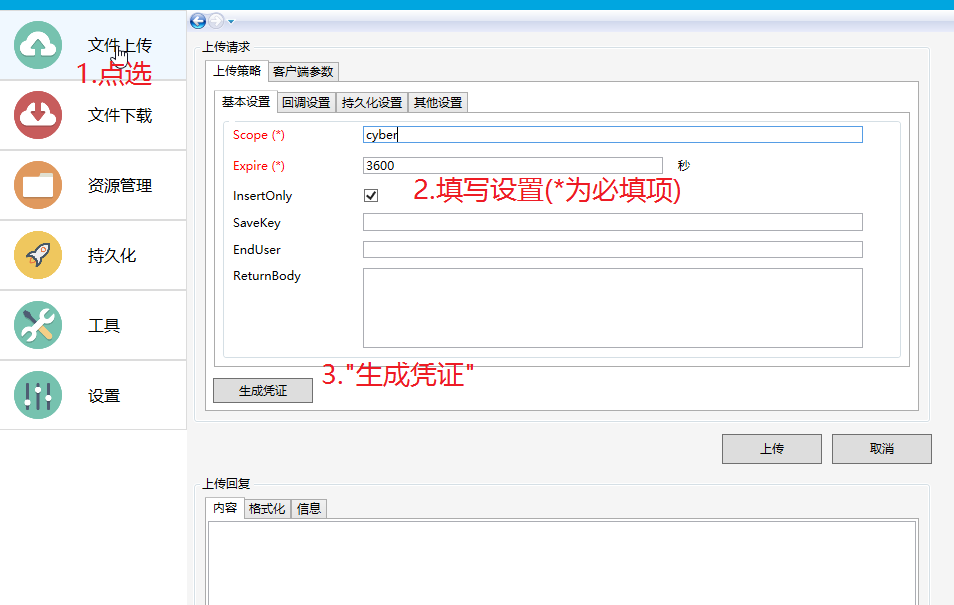 文件上传
1.点选
文件下载
资源管理
持久化
工具
设置
上传请求
上传策略 客户端参数
基本设置 回调设置 持久化设置 其他设置
Scope (*) cyber
Expire (*) 3600 秒
InsertOnly
2.填写设置(*为必填项)
SaveKey
EndUser
ReturnBody
3."生成凭证"
生成凭证
上传 取消
上传回复
内容 格式化 信息